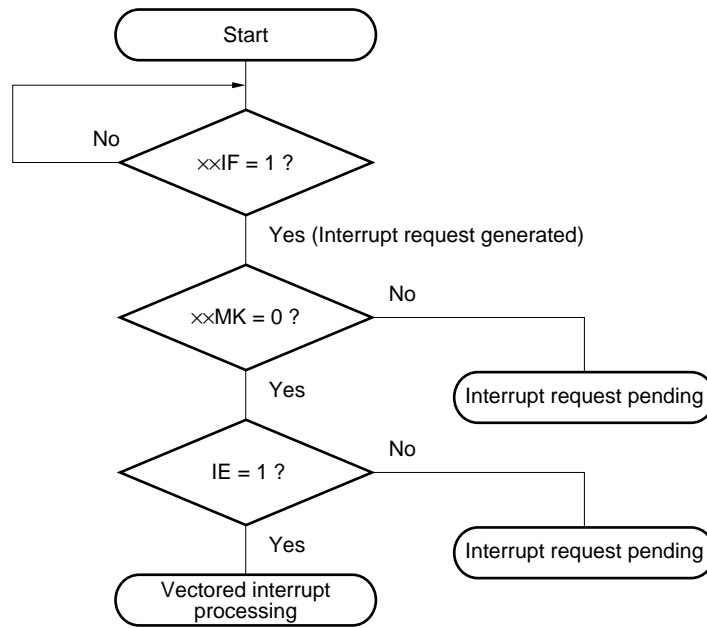 Start
No
××IF = 1 ?
Yes (Interrupt request generated)
No
××MK = 0 ?
Interrupt request pending
Yes
No
IE = 1 ?
Interrupt request pending
Yes
Vectored interrupt
processing